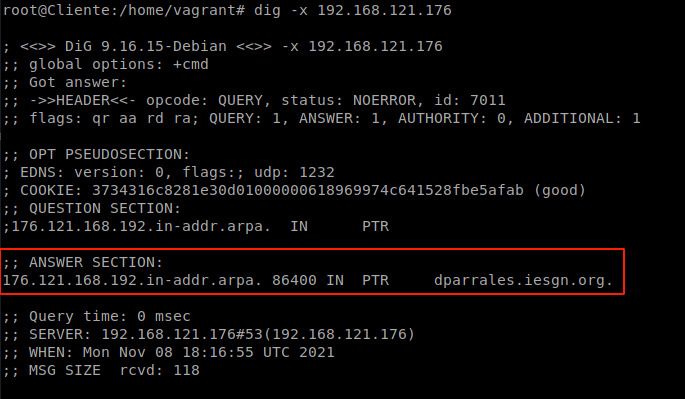 root@Cliente:/home/vagrant# dig -x 192.168.121.176
; <<>> DiG 9.16.15-Debian <<>> -x 192.168.121.176
;; global options: +cmd
;; Got answer:
;; ->>HEADER<<- opcode: QUERY, status: NOERROR, id: 7011
;; flags: qr aa rd ra; QUERY: 1, ANSWER: 1, AUTHORITY: 0, ADDITIONAL: 1
;; OPT PSEUDOSECTION:
; EDNS: version: 0, flags:; udp: 1232
; COOKIE: 3734316c8281e30d01000000618969974c641528fbe5afab (good)
;; QUESTION SECTION:
;176.121.168.192.in-addr.arpa. IN PTR
;; ANSWER SECTION:
176.121.168.192.in-addr.arpa. 86400 IN PTR dparrales.iesgn.org.
;; Query time: 0 msec
;; SERVER: 192.168.121.176#53(192.168.121.176)
;; WHEN: Mon Nov 08 18:16:55 UTC 2021
;; MSG SIZE rcvd: 118